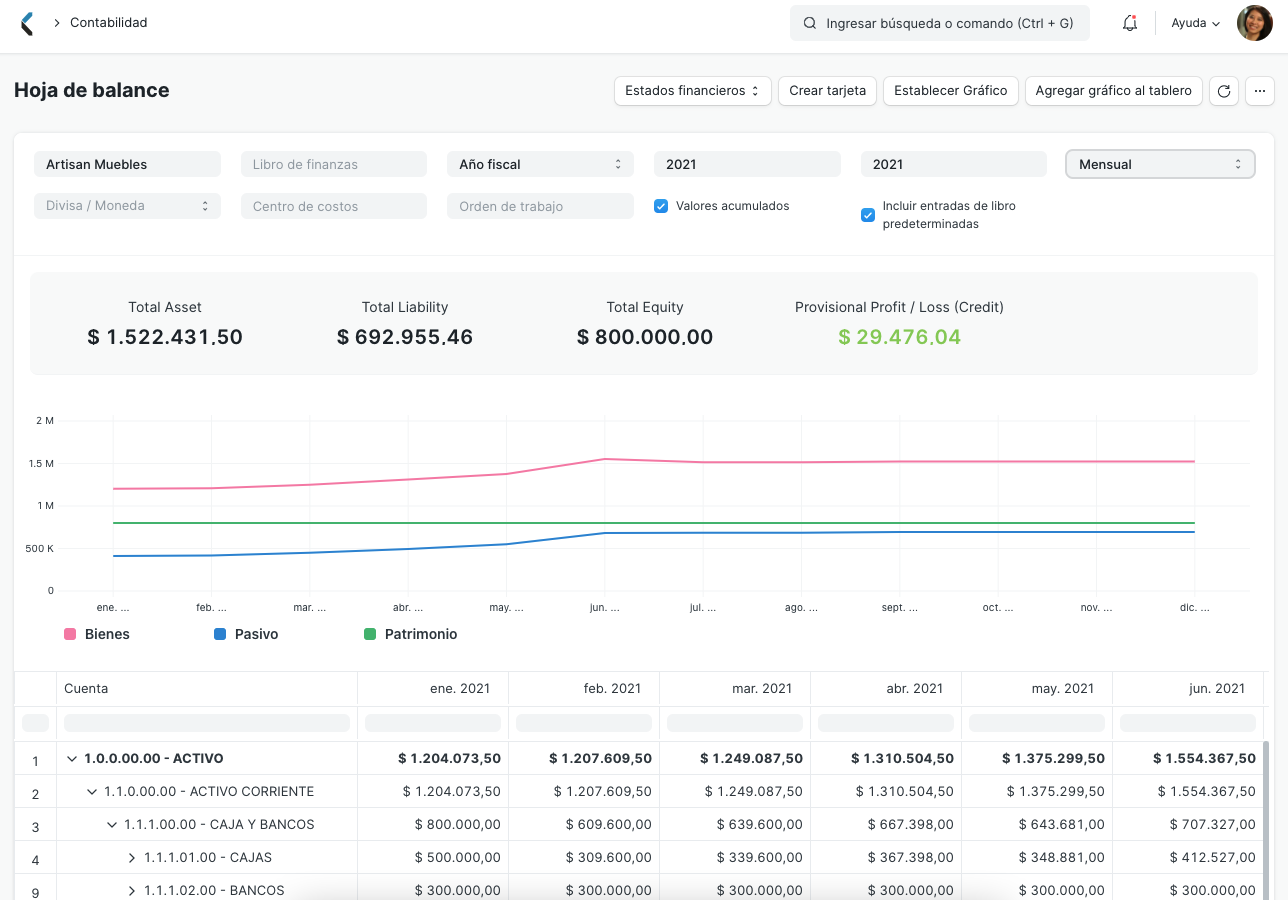 Contabilidad
Ingresar búsqueda o comando (Ctrl + G)
Ayuda
Hoja de balance
Estados financieros
Crear tarjeta
Establecer Gráfico
Agregar gráfico al tablero
Artisan Muebles
Libro de finanzas
Año fiscal
2021
2021
Mensual
Divisa / Moneda
Centro de costos
Orden de trabajo
Valores acumulados
Incluir entradas de libro
predeterminadas
Total Asset
$ 1.522.431,50
Total Liability
$ 692.955,46
Total Equity
$ 800.000,00
Provisional Profit / Loss (Credit)
$ 29.476,04
2 M
1.5 M
1 M
500 K
0
ene. ... feb. ... mar. ... abr. ... may. ... jun. ... jul. ... ago. ... sept. ... oct. ... nov. ... dic. ...
Bienes Pasivo Patrimonio
Cuenta ene. 2021 feb. 2021 mar. 2021 abr. 2021 may. 2021 jun. 2021
1 1.0.0.00.00 - ACTIVO $ 1.204.073,50 $ 1.207.609,50 $ 1.249.087,50 $ 1.310.504,50 $ 1.375.299,50 $ 1.554.367,50
2 1.1.0.00.00 - ACTIVO CORRIENTE $ 1.204.073,50 $ 1.207.609,50 $ 1.249.087,50 $ 1.310.504,50 $ 1.375.299,50 $ 1.554.367,50
3 1.1.1.00.00 - CAJA Y BANCOS $ 800.000,00 $ 609.600,00 $ 639.600,00 $ 667.398,00 $ 643.681,00 $ 707.327,00
4 1.1.1.01.00 - CAJAS $ 500.000,00 $ 309.600,00 $ 339.600,00 $ 367.398,00 $ 348.881,00 $ 412.527,00
9 1.1.1.02.00 - BANCOS $ 300.000,00 $ 300.000,00 $ 300.000,00 $ 300.000,00 $ 300.000,00 $ 300.000,00